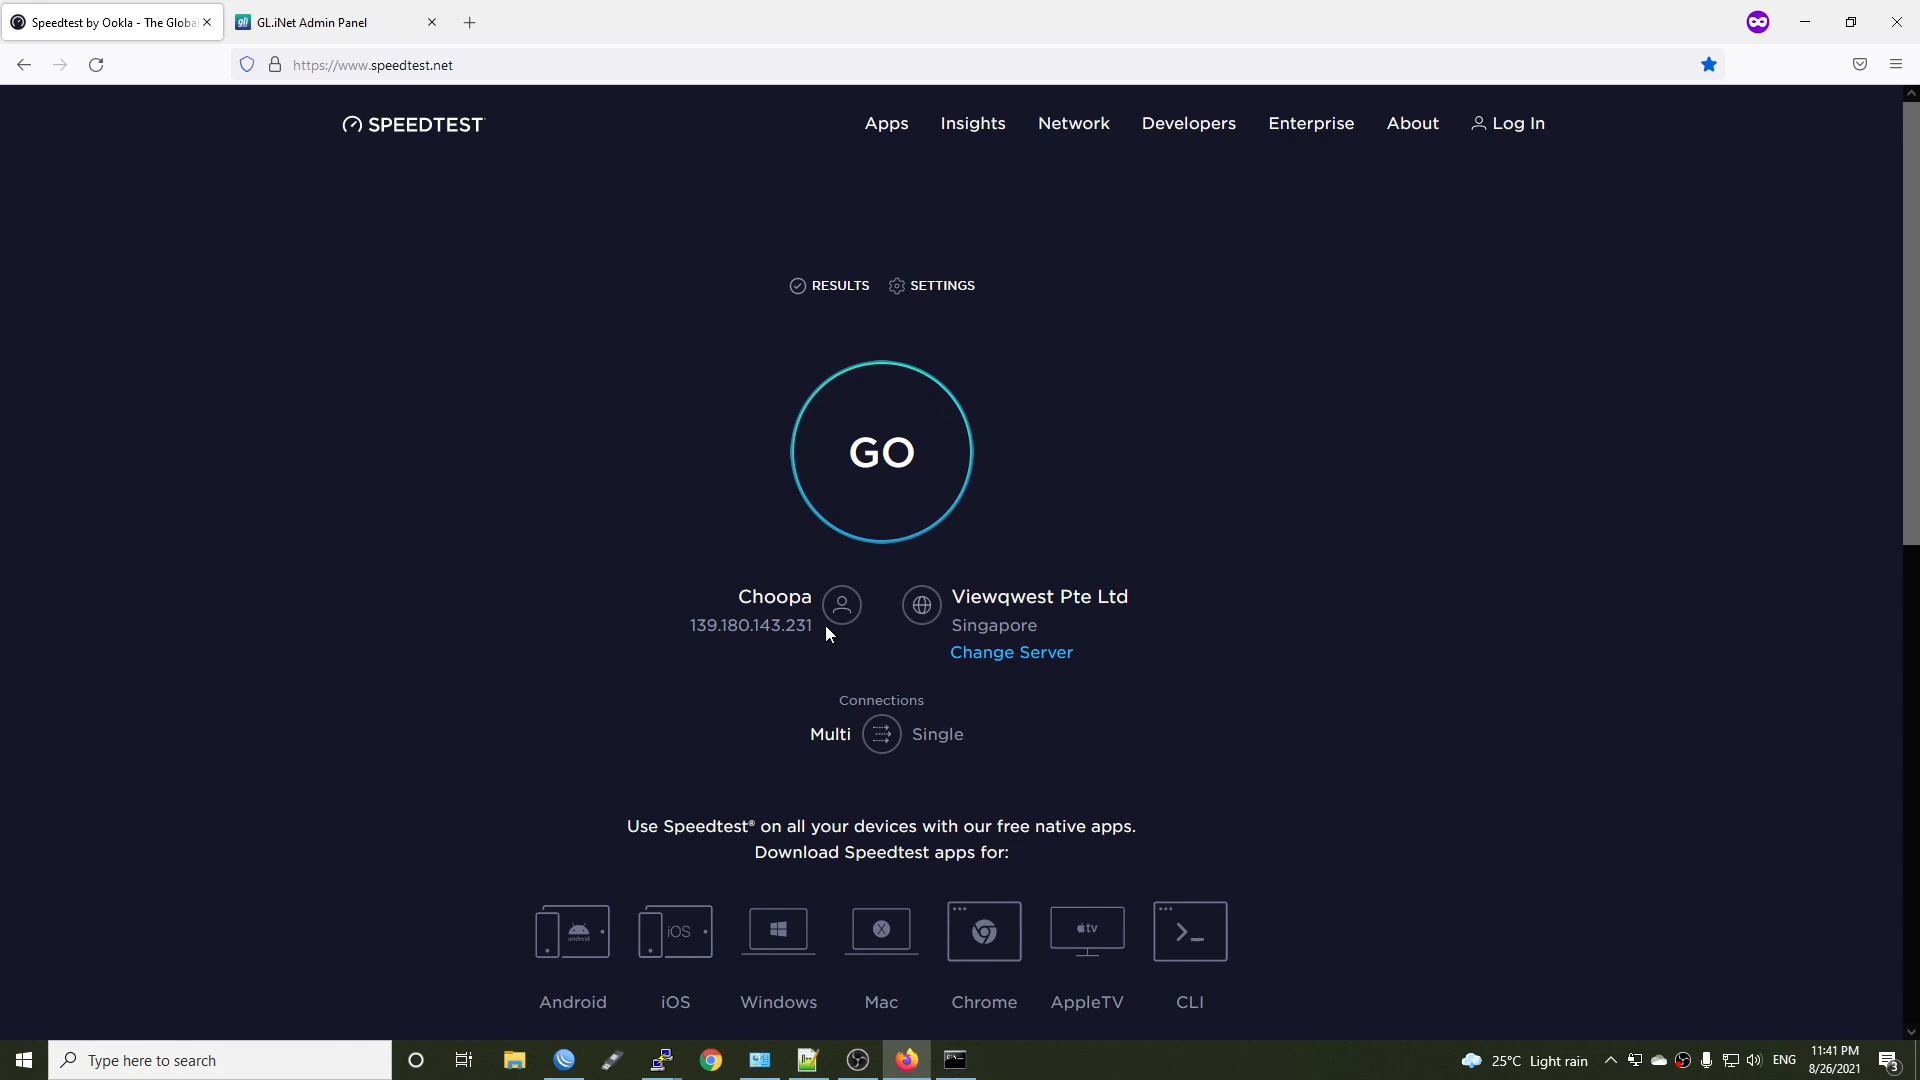 Speedtest by Ookla - The Globa
GL.iNet Admin Panel
https://www.speedtest.net
SPEEDTEST
Apps
Insights
Network
Developers
Enterprise
About
Log In
RESULTS
SETTINGS
GO
Choopa
139.180.143.231
Viewqwest Pte Ltd
Singapore
Change Server
Connections
Multi
Single
Use Speedtest® on all your devices with our free native apps.
Download Speedtest apps for:
android
iOS
tv
Android
iOS
Windows
Mac
Chrome
AppleTV
CLI
Type here to search
25°C Light rain
ENG
11:41 PM
8/26/2021
3